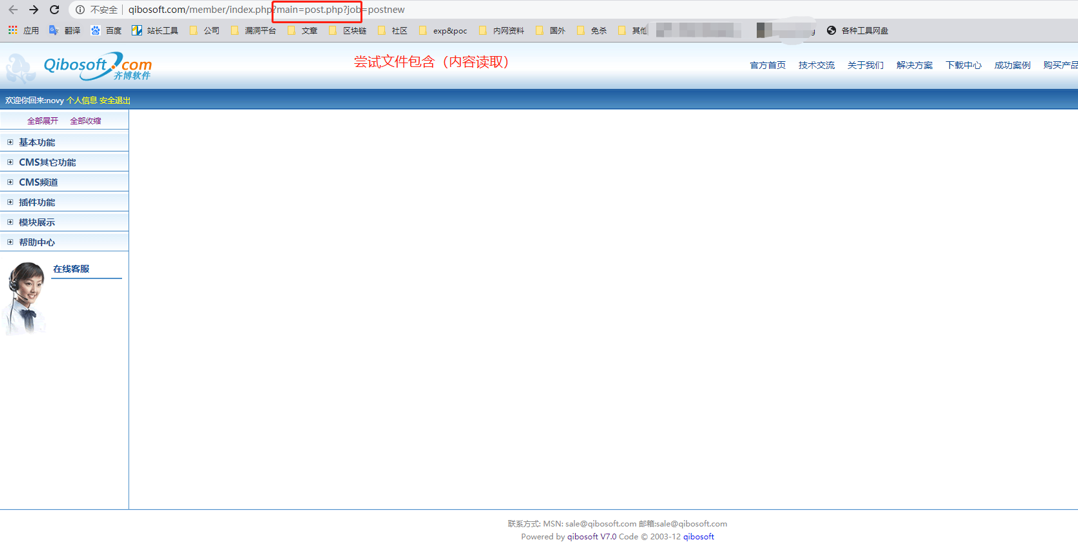 不安全 | qibosoft.com/member/index.php?main=post.php?job=postnew
应用 翻译 百度 站长工具 公司 漏洞平台 文章 区块链 社区 exp&poc 内网资料 国外 免杀 其他 各种工具网盘
尝试文件包含（内容读取）
Qibosoft.com
齐博软件
官方首页 技术交流 关于我们 解决方案 下载中心 成功案例 购买产品
欢迎你回来:novy 个人信息 安全退出
全部展开 全部收缩
基本功能
CMS其它功能
CMS频道
插件功能
模块展示
帮助中心
在线客服
联系方式: MSN: sale@qibosoft.com 邮箱:sale@qibosoft.com
Powered by qibosoft V7.0 Code © 2003-12 qibosoft